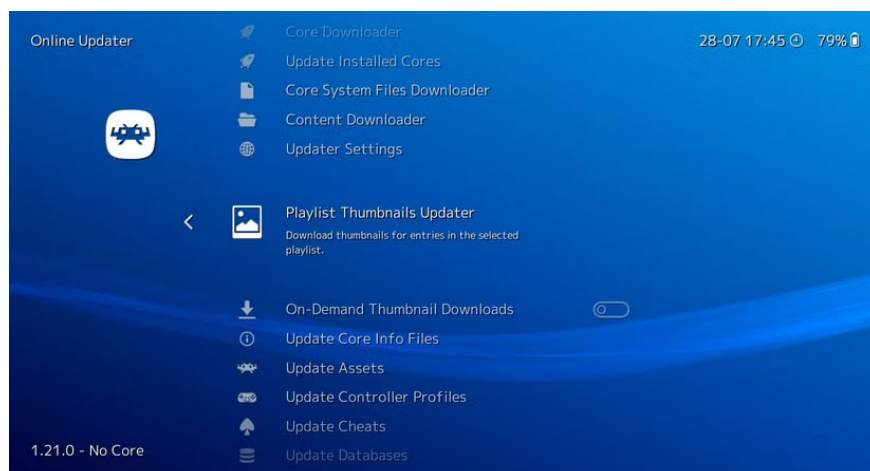 Online Updater
28-07 17:45 79%
Core Downloader
Update Installed Cores
Core System Files Downloader
Content Downloader
Updater Settings
Playlist Thumbnails Updater
Download thumbnails for entries in the selected
playlist.
On-Demand Thumbnail Downloads
Update Core Info Files
Update Assets
Update Controller Profiles
Update Cheats
Update Databases
1.21.0 - No Core